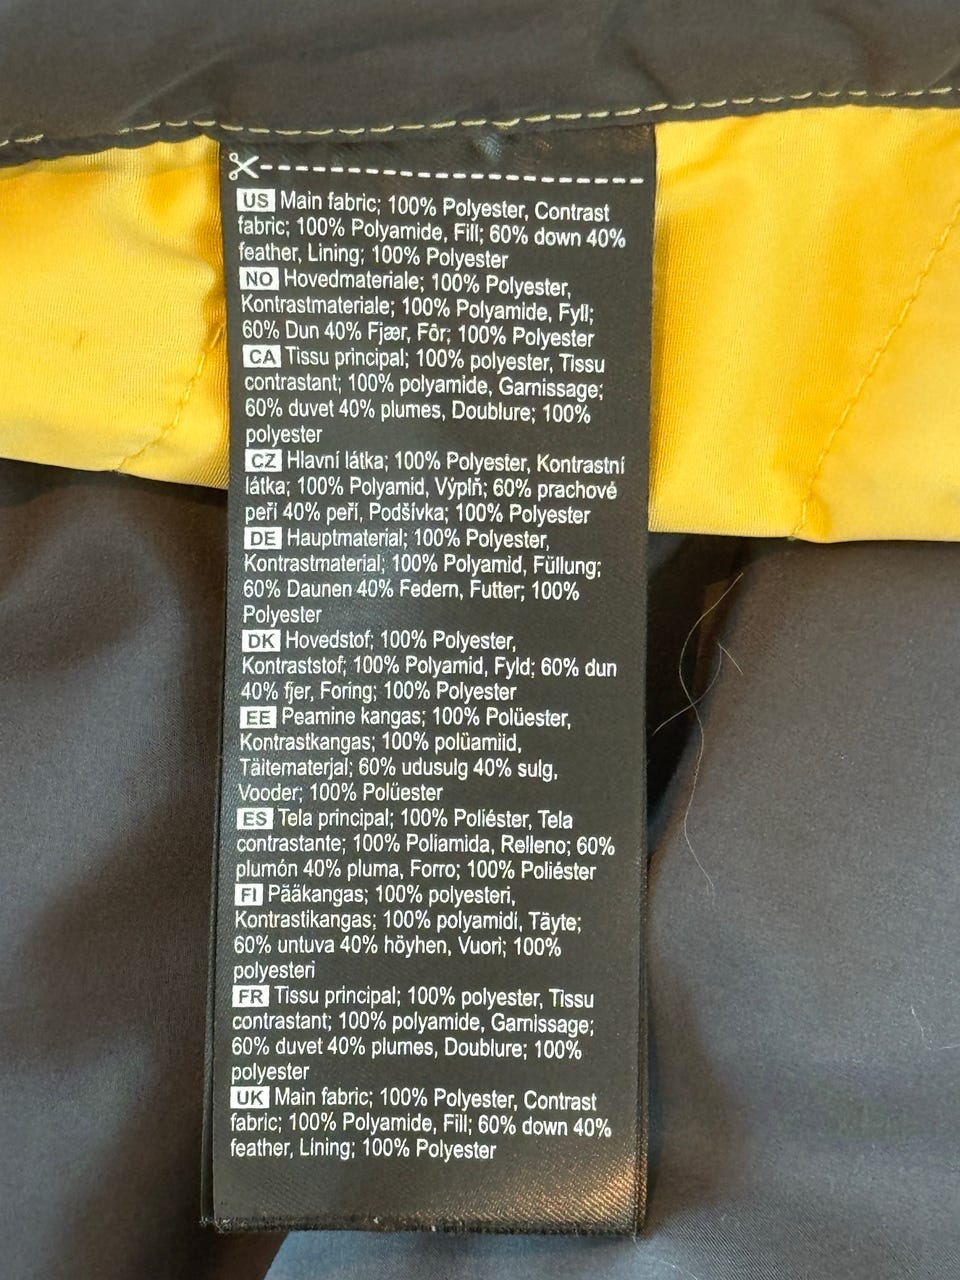 US Main fabric; 100% Polyester, Contrast
fabric; 100% Polyamide, Fill; 60% down 40%
feather, Lining; 100% Polyester
NO Hovedmateriale; 100% Polyester,
Kontrastmateriale; 100% Polyamide, Fyll;
60% Dun 40% Fjær, Fôr; 100% Polyester
CA Tissu principal; 100% polyester, Tissu
contrastant; 100% polyamide, Garnissage;
60% duvet 40% plumes, Doublure; 100%
polyester
CZ Hlavní látka; 100% Polyester, Kontrastní
látka; 100% Polyamid, Výplň; 60% prachové
peří 40% peří, Podšívka; 100% Polyester
DE Hauptmaterial; 100% Polyester,
Kontrastmaterial; 100% Polyamid, Füllung;
60% Daunen 40% Federn, Futter; 100%
Polyester
DK Hovedstof; 100% Polyester,
Kontraststof; 100% Polyamid, Fyld; 60% dun
40% fjer, Foring; 100% Polyester
EE Peamine kangas; 100% Polüester,
Kontrastkangas; 100% polüamiid,
Täitematerjal; 60% udusulg 40% sulg,
Vooder; 100% Polüester
ES Tela principal; 100% Poliéster, Tela
contrastante; 100% Poliamida, Relleno; 60%
plumón 40% pluma, Forro; 100% Poliéster
FI Pääkangas; 100% polyesteri,
Kontrastikangas; 100% polyamidi, Täyte;
60% untuva 40% höyhen, Vuori; 100%
polyesteri
FR Tissu principal; 100% polyester, Tissu
contrastant; 100% polyamide, Garnissage;
60% duvet 40% plumes, Doublure; 100%
polyester
UK Main fabric; 100% Polyester, Contrast
fabric; 100% Polyamide, Fill; 60% down 40%
feather, Lining; 100% Polyester